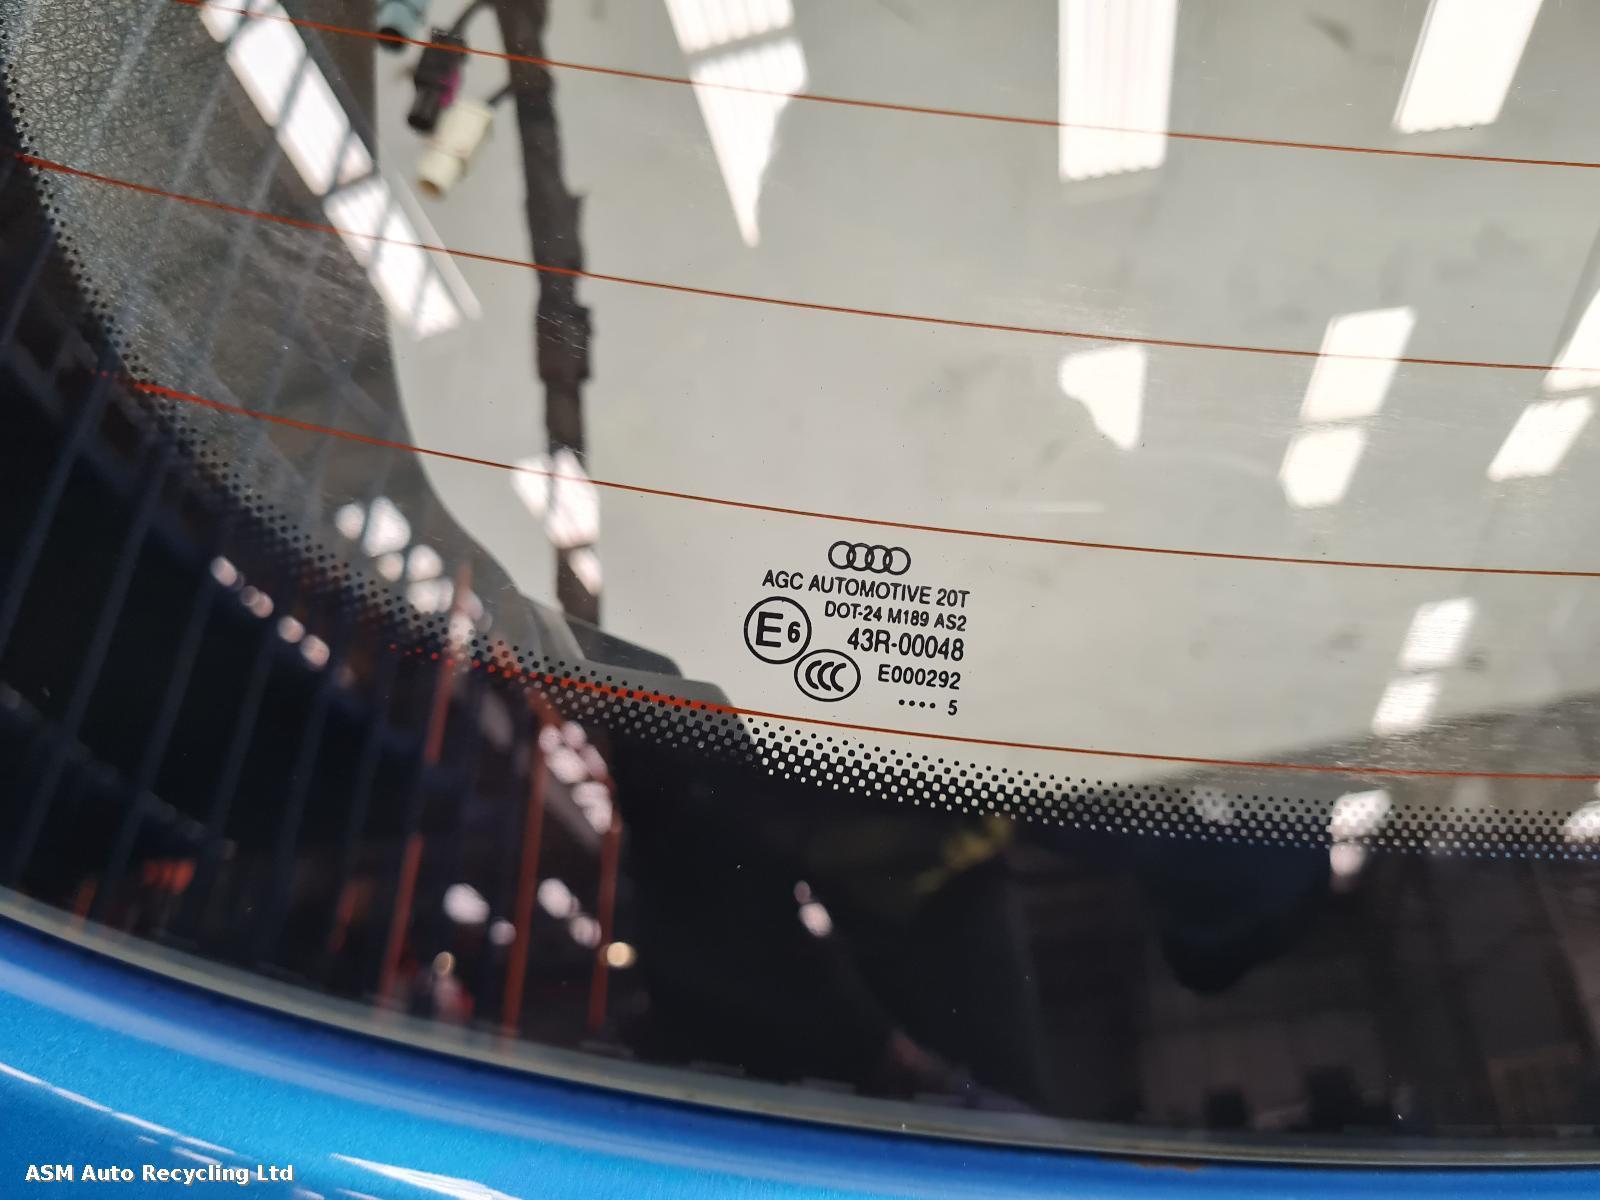 AGC AUTOMOTIVE 20T
DOT-24 M189 AS2
E6 43R-00048
CCC E000292
.... 5
ASM Auto Recycling Ltd